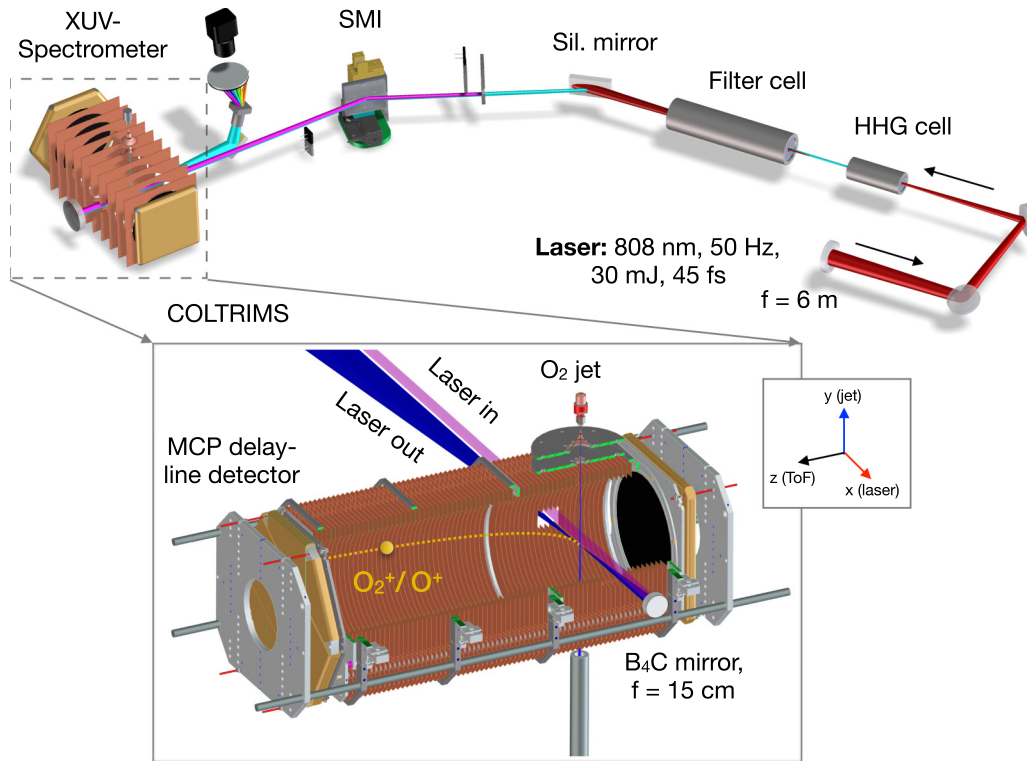 XUV-
Spectrometer
SMI
Sil. mirror
Filter cell
HHG cell
Laser: 808 nm, 50 Hz,
30 mJ, 45 fs
f = 6 m
COLTRIMS
Laser in
Laser out
O₂ jet
MCP delay-
line detector
O₂⁺/ O⁺
B₄C mirror,
f = 15 cm
y (jet)
z (ToF)
x (laser)